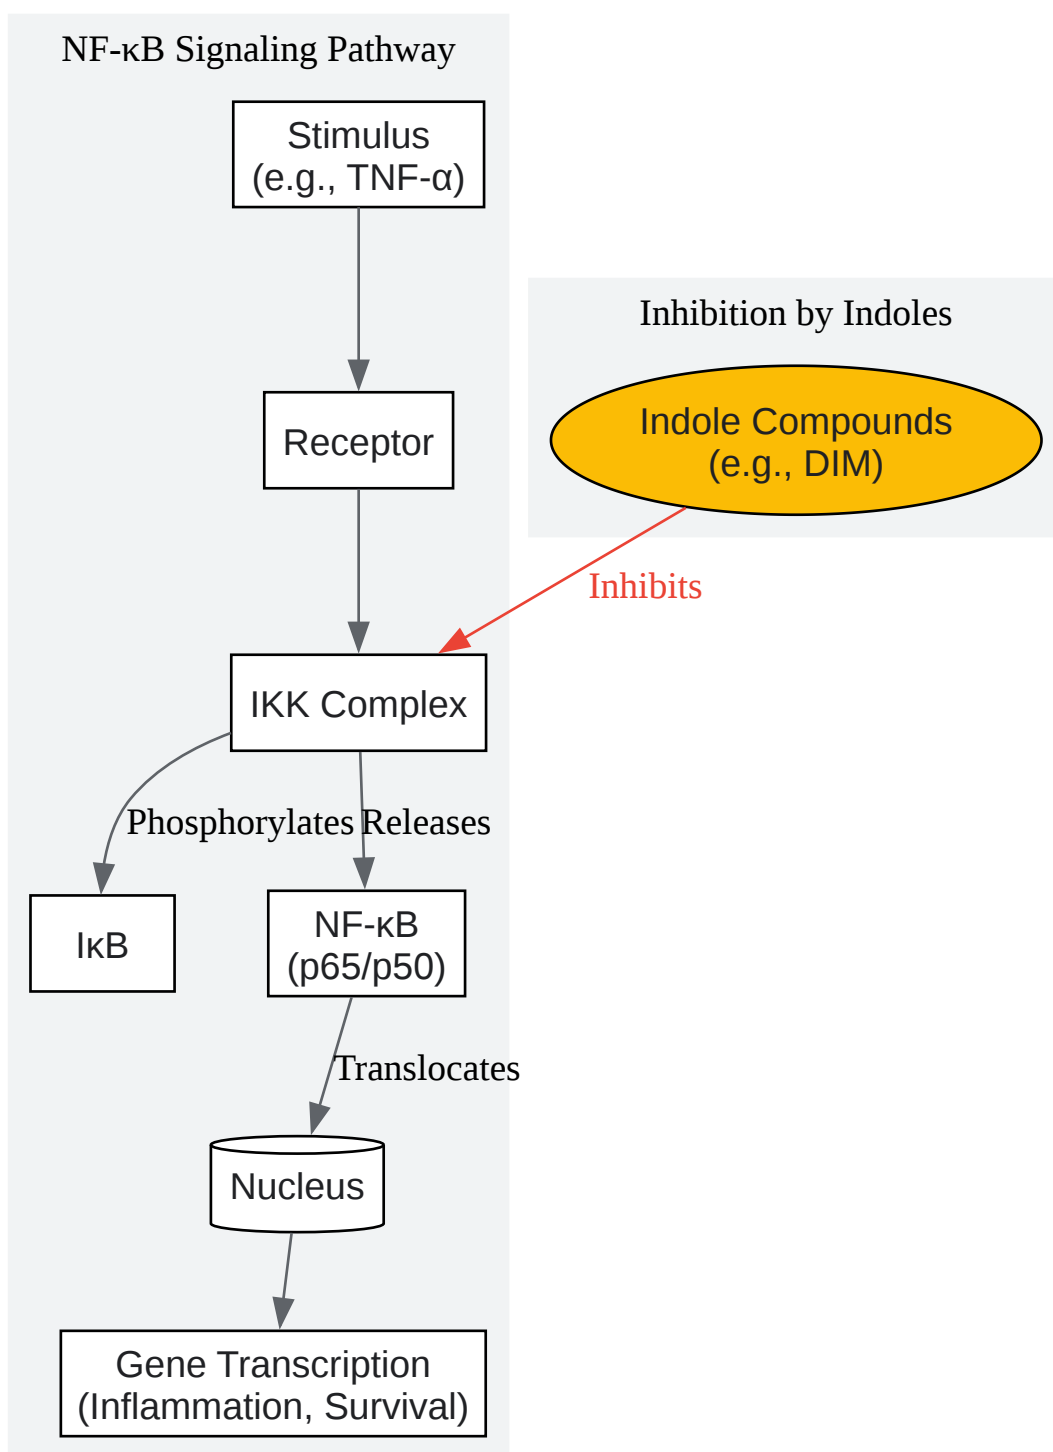 NF-κB Signaling Pathway
Stimulus
(e.g., TNF-α)
Inhibition by Indoles
Indole Compounds
(e.g., DIM)
Receptor
Inhibits
IKK Complex
Phosphorylates
Releases
IκB
NF-κB
(p65/p50)
Translocates
Nucleus
Gene Transcription
(Inflammation, Survival)